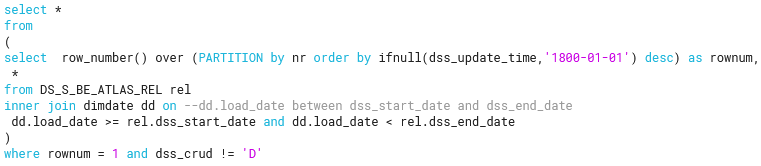 select *
from
(
select  row_number() over (PARTITION by nr order by ifnull(dss_update_time,'1800-01-01') desc) as rownum,
 *
from DS_S_BE_ATLAS_REL rel
inner join dimdate dd on --dd.load_date between dss_start_date and dss_end_date
 dd.load_date >= rel.dss_start_date and dd.load_date < rel.dss_end_date
)
where rownum = 1 and dss_crud != 'D'